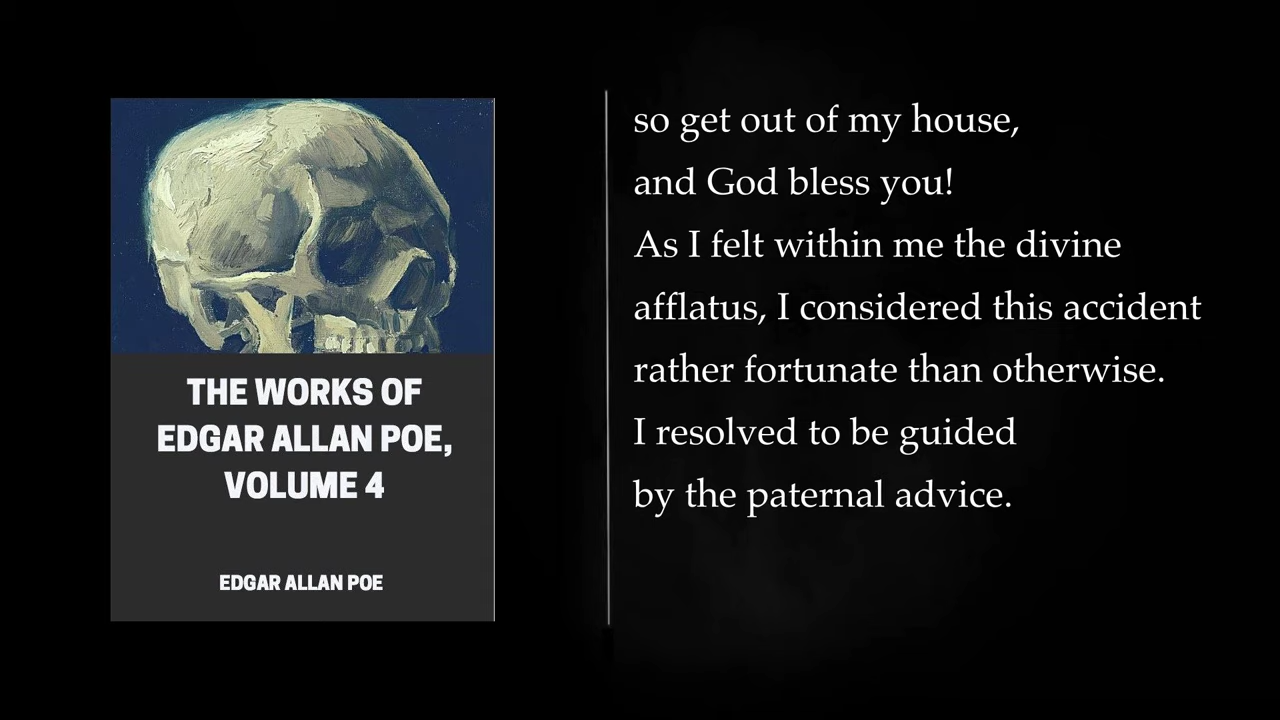 THE WORKS OF
EDGAR ALLAN POE,
VOLUME 4
EDGAR ALLAN POE
so get out of my house,
and God bless you!
As I felt within me the divine
afflatus, I considered this accident
rather fortunate than otherwise.
I resolved to be guided
by the paternal advice.